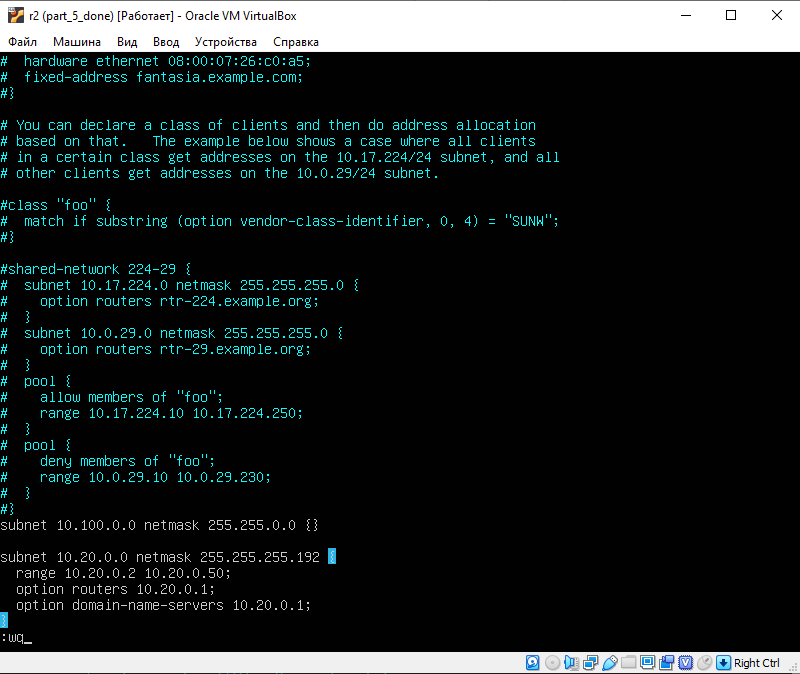 r2 (part_5_done) [Работает] - Oracle VM VirtualBox
Файл Машина Вид Ввод Устройства Справка
#  hardware ethernet 08:00:07:26:c0:a5;
#  fixed-address fantasia.example.com;
#}

# You can declare a class of clients and then do address allocation
# based on that.   The example below shows a case where all clients
# in a certain class get addresses on the 10.17.224/24 subnet, and all
# other clients get addresses on the 10.0.29/24 subnet.

#class "foo" {
#  match if substring (option vendor-class-identifier, 0, 4) = "SUNW";
#}

#shared-network 224-29 {
#  subnet 10.17.224.0 netmask 255.255.255.0 {
#    option routers rtr-224.example.org;
#  }
#  subnet 10.0.29.0 netmask 255.255.255.0 {
#    option routers rtr-29.example.org;
#  }
#  pool {
#    allow members of "foo";
#    range 10.17.224.10 10.17.224.250;
#  }
#  pool {
#    deny members of "foo";
#    range 10.0.29.10 10.0.29.230;
#  }
#}
subnet 10.100.0.0 netmask 255.255.0.0 {}

subnet 10.20.0.0 netmask 255.255.255.192 {
  range 10.20.0.2 10.20.0.50;
  option routers 10.20.0.1;
  option domain-name-servers 10.20.0.1;
}
:wq_
Right Ctrl